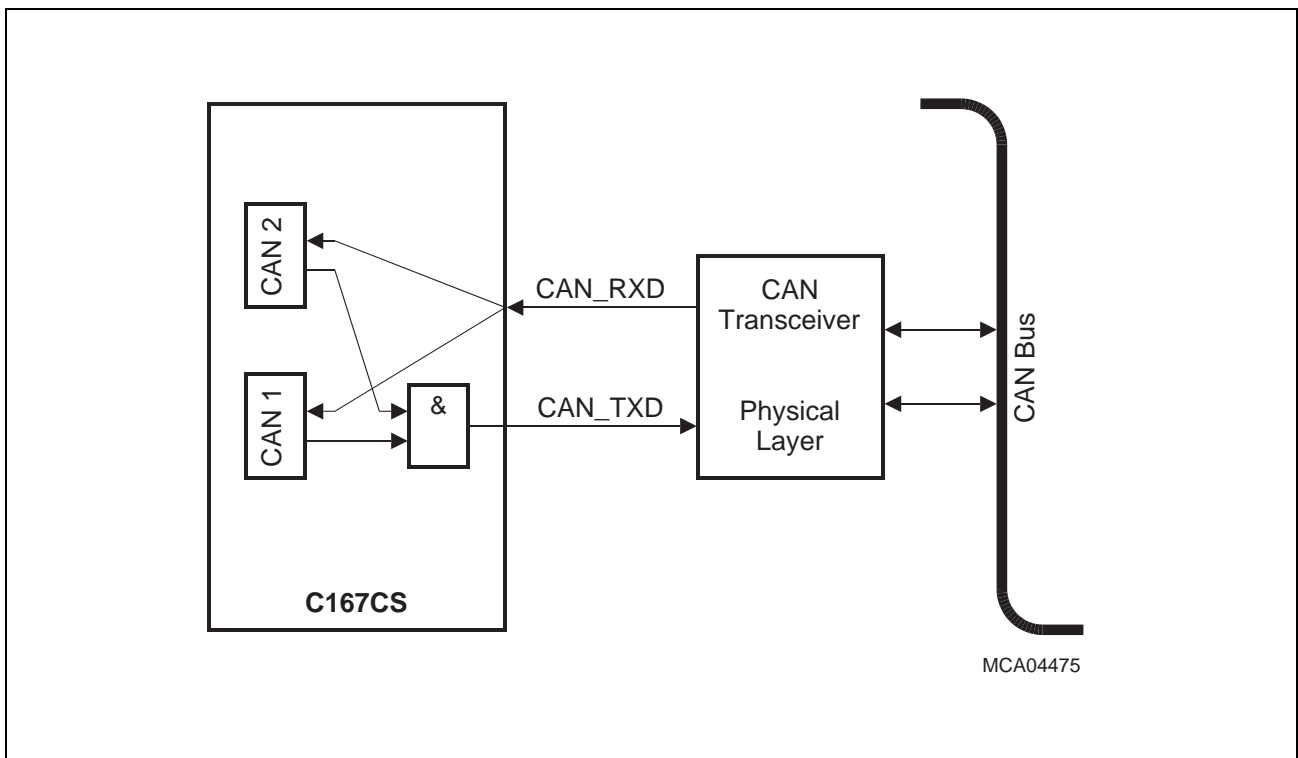 CAN 2
CAN 1
&
C167CS
CAN_RXD
CAN_TXD
CAN
Transceiver
Physical
Layer
CAN Bus
MCA04475